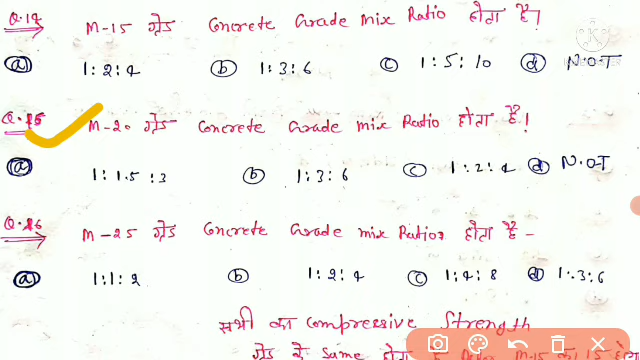 Q.14 M-15 ग्रेड Concrete Grade mix Ratio होता है।
ⓐ 1:2:4 ⓑ 1:3:6 ⓒ 1:5:10 ⓓ N.O.T
Q.15 M-20 ग्रेड Concrete Grade mix Ratio होता है!
ⓐ 1:1.5:3 ⓑ 1:3:6 ⓒ 1:2:4 ⓓ N.O.T
Q.16 M-25 ग्रेड Concrete Grade mix Ratio होता है -
ⓐ 1:1:2 ⓑ 1:2:4 ⓒ 1:4:8 ⓓ 1:3:6
सभी का Compressive Strength
ग्रेड के same होता है M-15 का 15 होता